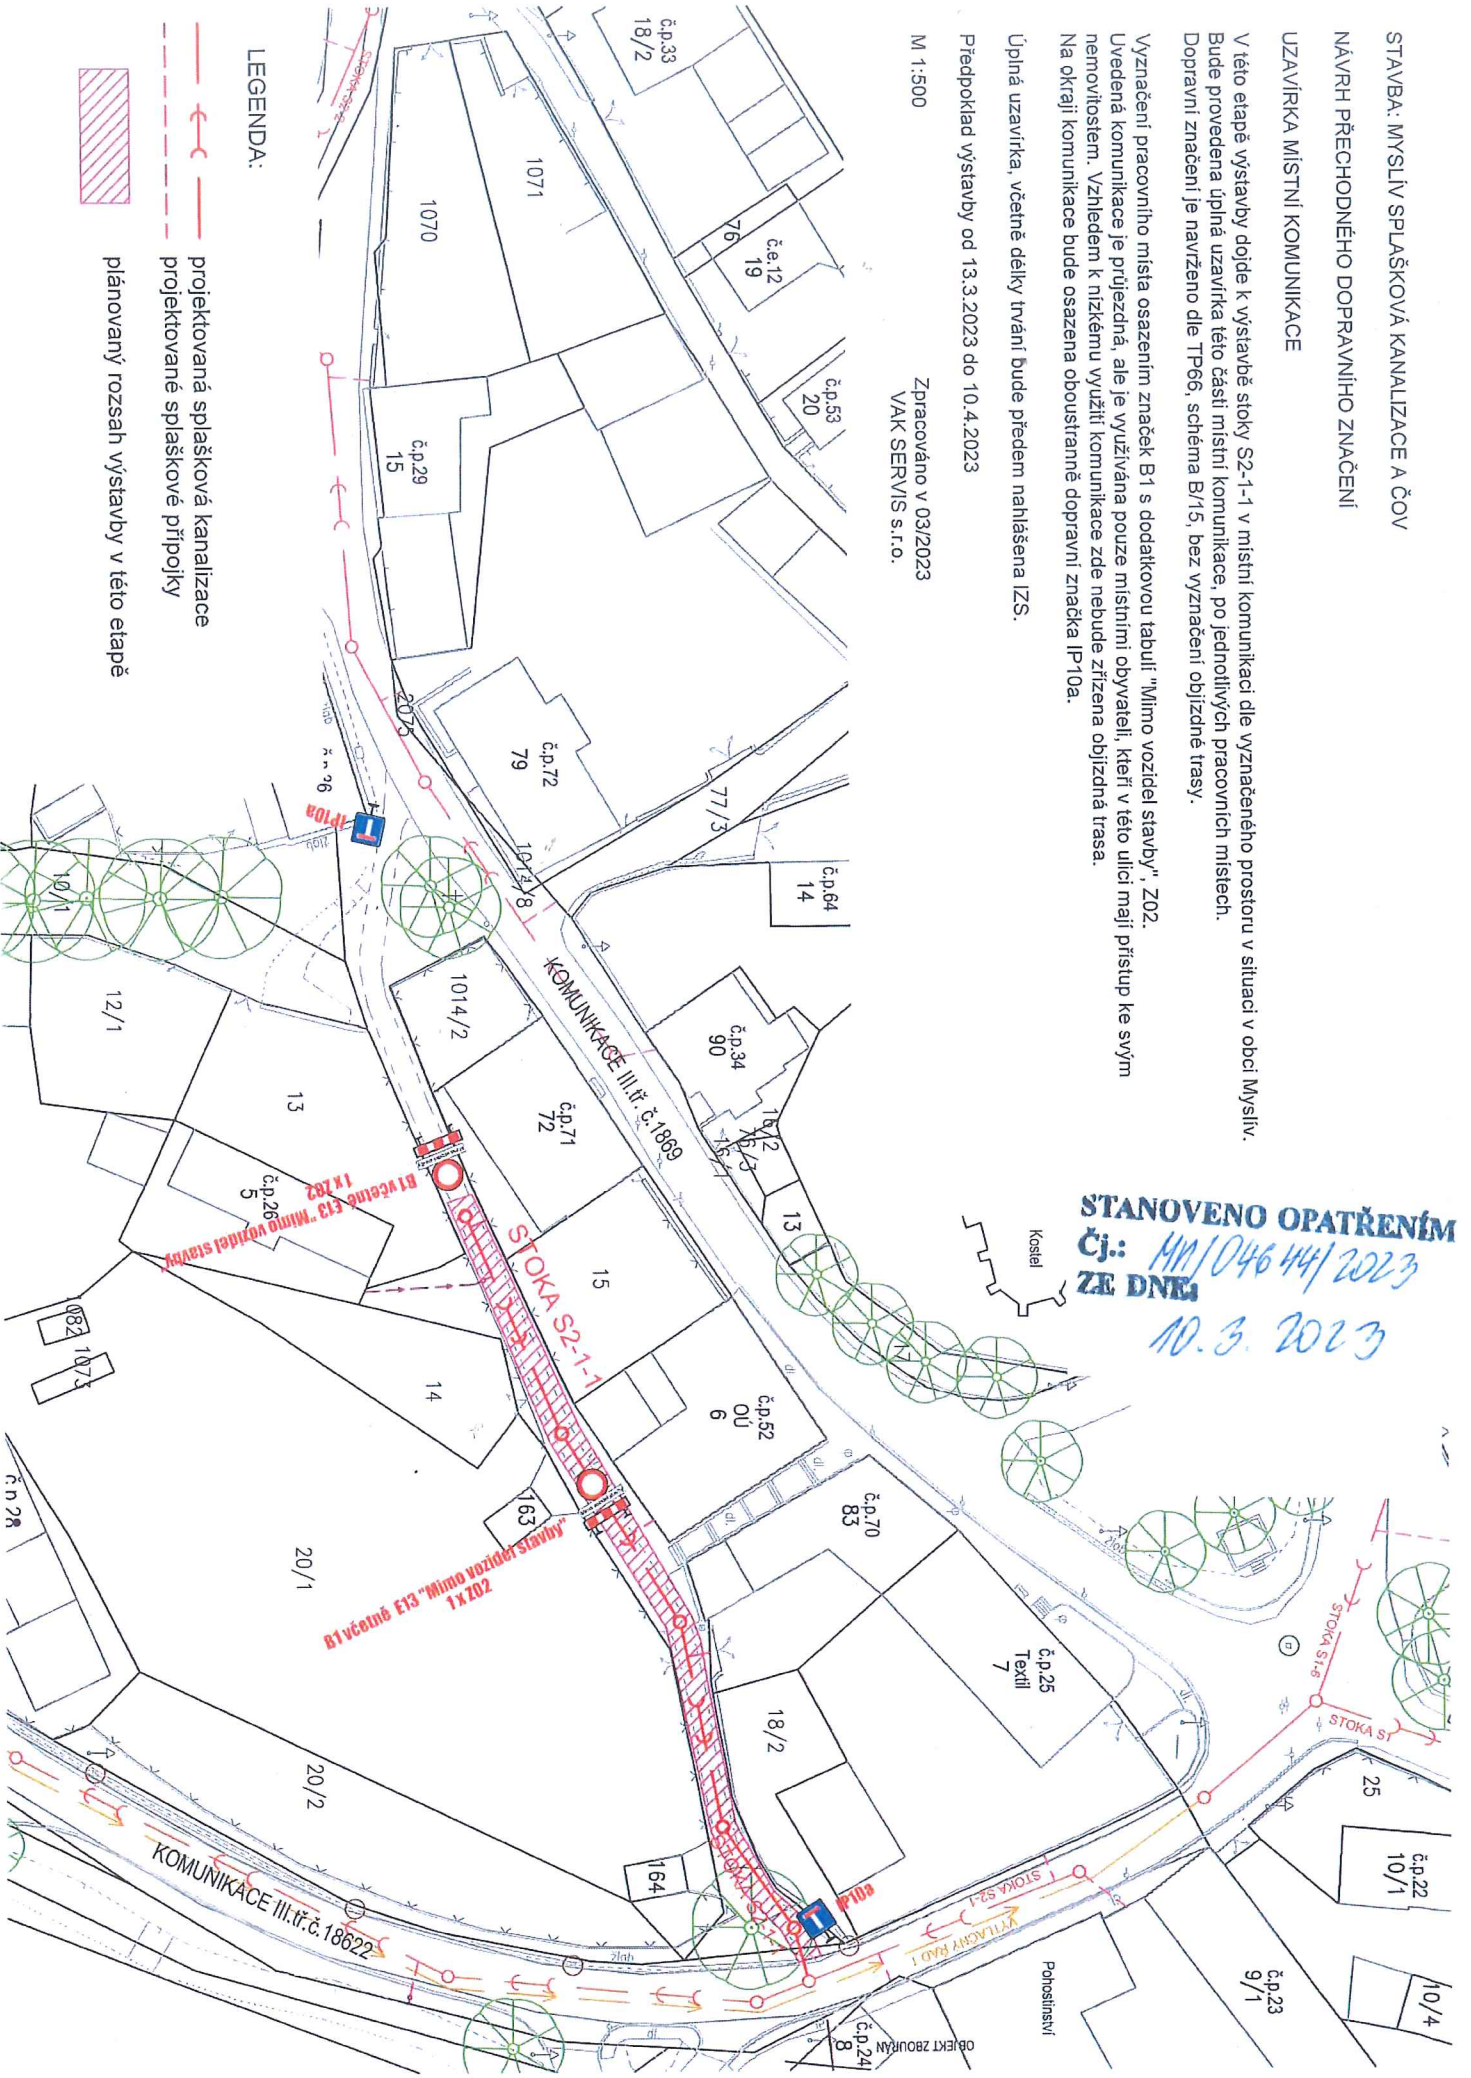 STAVBA: MYSLÍV SPLAŠKOVÁ KANALIZACE A ČOV
NÁVRH PŘECHODNÉHO DOPRAVNÍHO ZNAČENÍ
UZAVÍRKA MÍSTNÍ KOMUNIKACE
V této etapě výstavby dojde k výstavbě stoky S2-1-1 v místní komunikaci dle vyznačeného prostoru v situaci v obci Myslív.
Bude provedena úplná uzavírka této části místní komunikace, po jednotlivých pracovních místech.
Dopravní značení je navrženo dle TP66, schéma B/15, bez vyznačení objízdné trasy.
Vyznačení pracovního místa osazením značek B1 s dodatkovou tabulí "Mimo vozidel stavby", Z02.
Uvedená komunikace je průjezdná, ale je využívána pouze místními obyvateli, kteří v této ulici mají přístup ke svým
nemovitostem. Vzhledem k nízkému využití komunikace zde nebude zřízena objízdná trasa.
Na okraji komunikace bude osazena oboustranně dopravní značka IP10a.
Úplná uzavírka, včetně délky trvání bude předem nahlášena IZS.
Předpoklad výstavby od 13.3.2023 do 10.4.2023
M 1:500
Zpracováno v 03/2023
VAK SERVIS s.r.o.
STANOVENO OPATŘENÍM
Čj.: MM/04644/2023
ZE DNE:
10.3. 2023
č.p.33
18/2
1071
1070
76
č.e.12
19
č.p.53
20
č.p.29
15
2075
č.p.72
79
77/3
1014/8
č.p.64
14
č.p.34
90
16/2
13
17
Kostel
KOMUNIKACE III.tř. č.1869
1014/2
č.p.71
72
15
č.p.52
OÚ
6
č.p.70
83
č.p.25
Textil
7
18/2
STOKA S2-1-1
IP10a
10/1
12/1
13
č.p.26
5
B1 včetně E13 "Mimo vozidel stavby"
1 x Z02
14
1073
163
B1 včetně E13 "Mimo vozidel stavby"
1 x Z02
20/1
20/2
164
IP10a
KOMUNIKACE III.tř.č.18622
STOKA S2-1
VÝTLAČNÝ ŘAD 1
STOKA S1-6
STOKA S1
25
č.p.22
10/1
10/4
č.p.23
9/1
Pohostinství
č.p.24
8
OBJEKT ZBOURÁN
LEGENDA:
projektovaná splašková kanalizace
projektované splaškové přípojky
plánovaný rozsah výstavby v této etapě